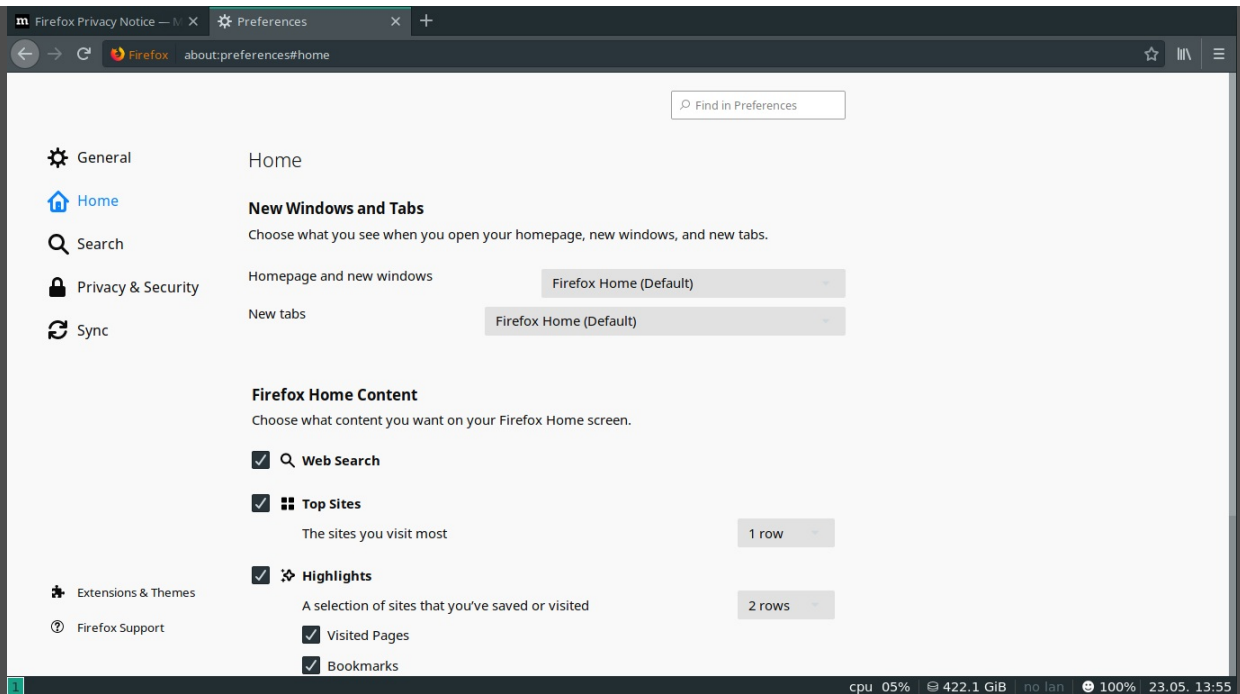 m Firefox Privacy Notice — M
Preferences
Firefox about:preferences#home
Find in Preferences
General
Home
Search
Privacy & Security
Sync
Extensions & Themes
Firefox Support
Home
New Windows and Tabs
Choose what you see when you open your homepage, new windows, and new tabs.
Homepage and new windows Firefox Home (Default)
New tabs Firefox Home (Default)
Firefox Home Content
Choose what content you want on your Firefox Home screen.
Web Search
Top Sites
The sites you visit most 1 row
Highlights
A selection of sites that you’ve saved or visited 2 rows
Visited Pages
Bookmarks
1 cpu 05% 422.1 GiB no lan 100% 23.05. 13:55